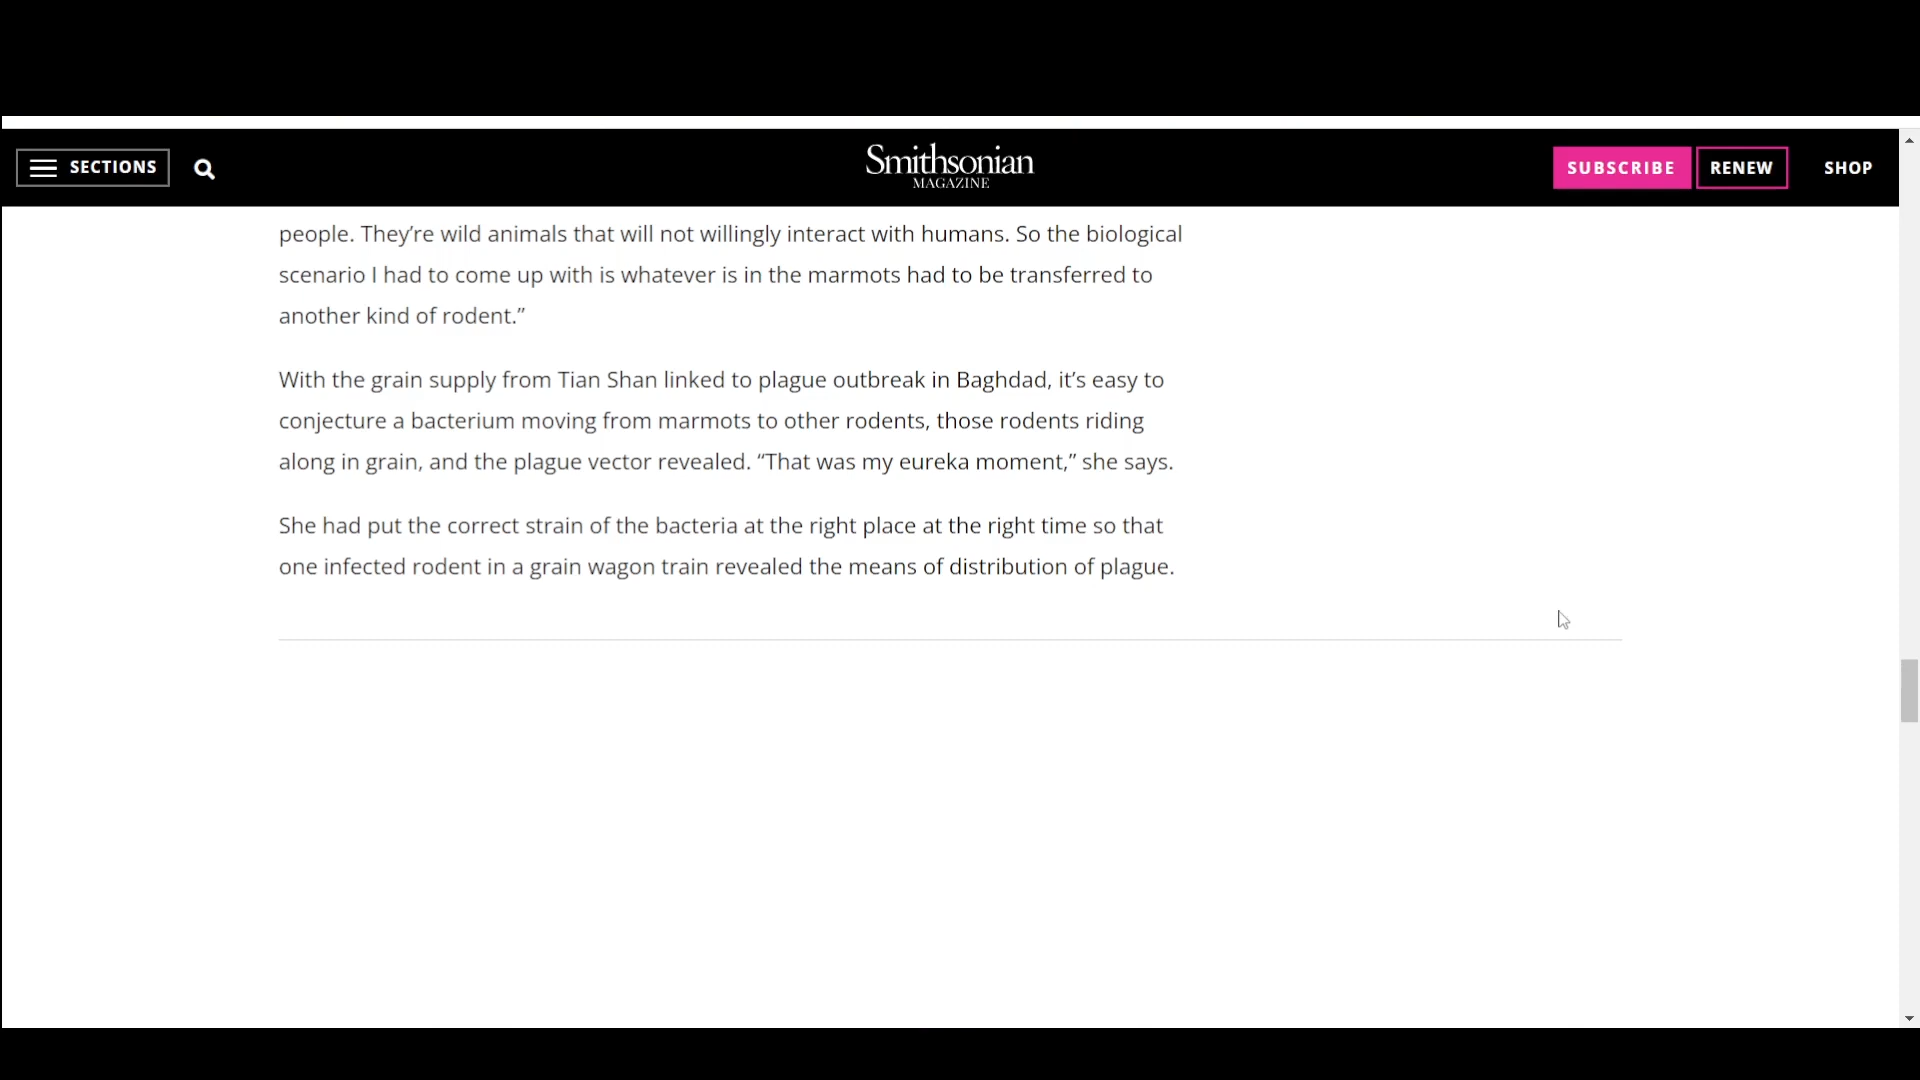 SECTIONS
Smithsonian
MAGAZINE
SUBSCRIBE
RENEW
SHOP
people. They’re wild animals that will not willingly interact with humans. So the biological
scenario I had to come up with is whatever is in the marmots had to be transferred to
another kind of rodent.”
With the grain supply from Tian Shan linked to plague outbreak in Baghdad, it’s easy to
conjecture a bacterium moving from marmots to other rodents, those rodents riding
along in grain, and the plague vector revealed. “That was my eureka moment,” she says.
She had put the correct strain of the bacteria at the right place at the right time so that
one infected rodent in a grain wagon train revealed the means of distribution of plague.